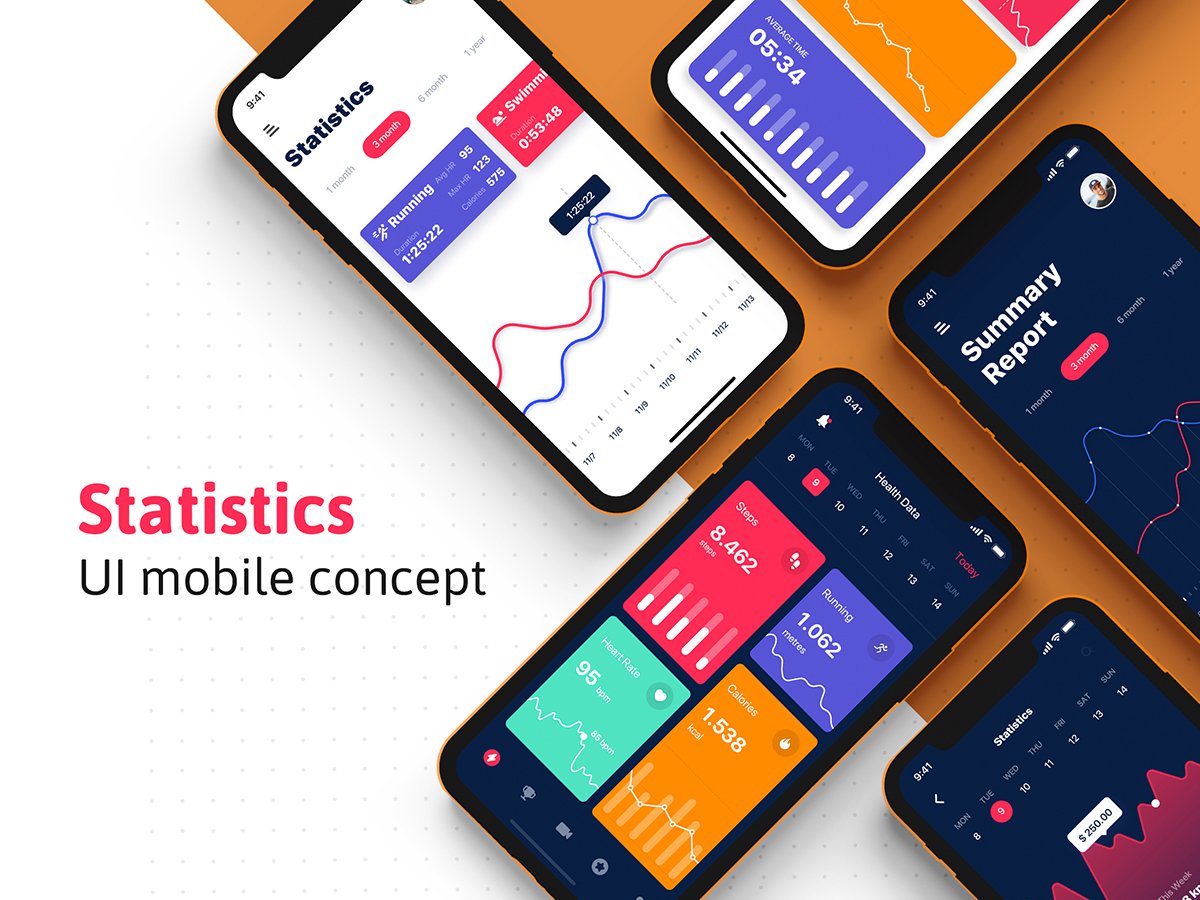 Statistics
UI mobile concept
9:41
Statistics
1 month
3 month
6 month
1 year
Running
Avg HR 95
Max HR 123
Calories 575
Duration
1:25:22
Swimmin
Duration
0:53:48
1:25:22
11/7
11/8
11/9
11/10
11/11
11/12
11/13
AVERAGE TIME
05:34
9:41
Summary
Report
1 month
3 month
6 month
1 year
9:41
Health Data
Today
MON TUE WED THU FRI SAT SUN
8 9 10 11 12 13 14
Steps
8.462
steps
Running
1.062
metres
Heart Rate
95 bpm
85 bpm
Calories
1.538
kcal
9:41
Statistics
MON TUE WED THU FRI SAT SUN
8 9 10 11 12 13 14
$ 250.00
This Week